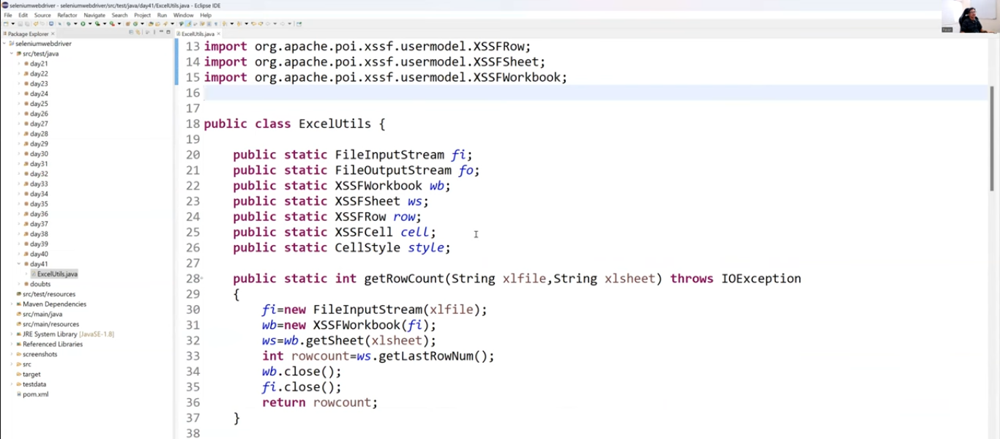 seleniumwebdriver - seleniumwebdriver/src/test/java/day41/ExcelUtils.java - Eclipse IDE
File Edit Source Refactor Navigate Search Project Run Window Help
Package Explorer
seleniumwebdriver
src/test/java
day21
day22
day23
day24
day25
day26
day27
day28
day29
day30
day31
day32
day33
day34
day35
day36
day37
day38
day39
day40
day41
ExcelUtils.java
doubts
src/test/resources
Maven Dependencies
src/main/java
src/main/resources
JRE System Library [JavaSE-1.8]
Referenced Libraries
screenshots
src
target
testdata
pom.xml
ExcelUtils.java
13 import org.apache.poi.xssf.usermodel.XSSFRow;
14 import org.apache.poi.xssf.usermodel.XSSFSheet;
15 import org.apache.poi.xssf.usermodel.XSSFWorkbook;
16
17
18 public class ExcelUtils {
19
20 public static FileInputStream fi;
21 public static FileOutputStream fo;
22 public static XSSFWorkbook wb;
23 public static XSSFSheet ws;
24 public static XSSFRow row;
25 public static XSSFCell cell;
26 public static CellStyle style;
27
28 public static int getRowCount(String xlfile,String xlsheet) throws IOException
29 {
30 fi=new FileInputStream(xlfile);
31 wb=new XSSFWorkbook(fi);
32 ws=wb.getSheet(xlsheet);
33 int rowcount=ws.getLastRowNum();
34 wb.close();
35 fi.close();
36 return rowcount;
37 }
38